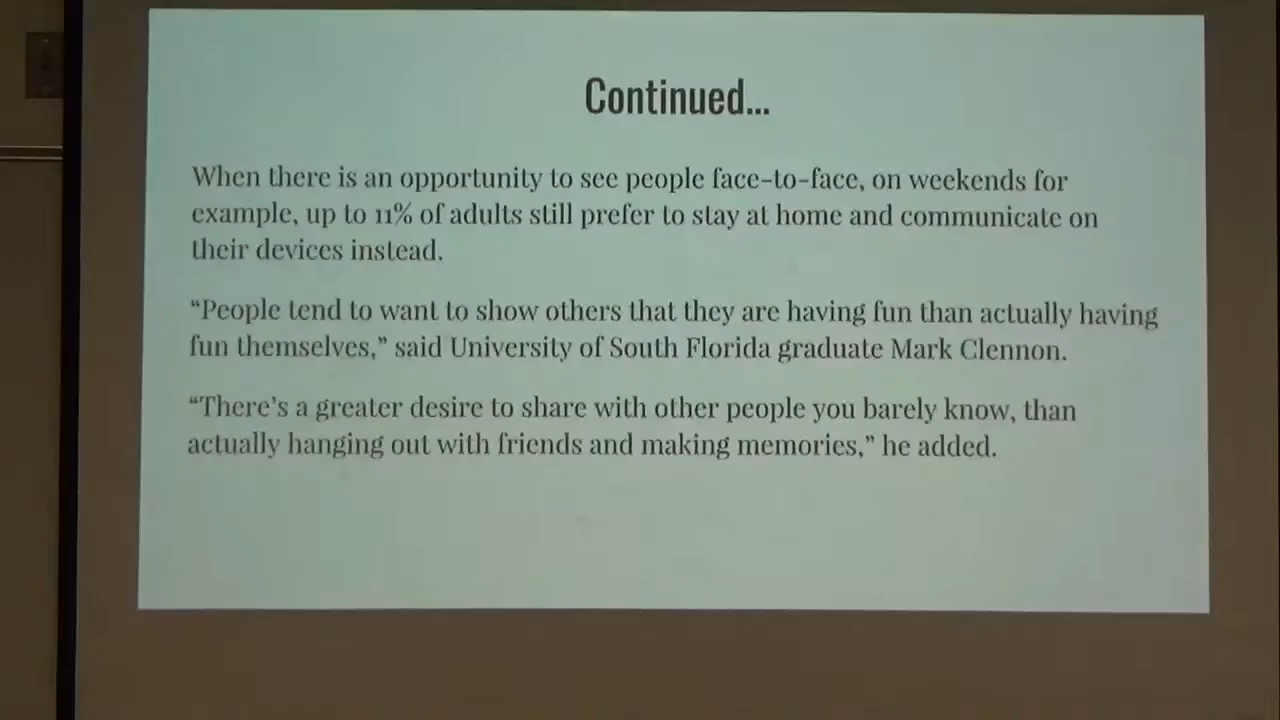 Continued...
When there is an opportunity to see people face-to-face, on weekends for
example, up to 11% of adults still prefer to stay at home and communicate on
their devices instead.
“People tend to want to show others that they are having fun than actually having
fun themselves,” said University of South Florida graduate Mark Clennon.
“There’s a greater desire to share with other people you barely know, than
actually hanging out with friends and making memories,” he added.